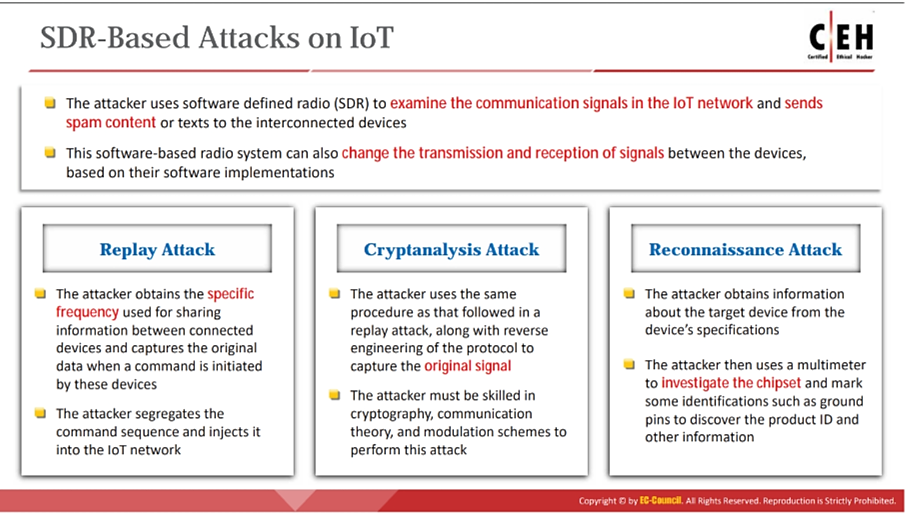 SDR-Based Attacks on IoT
C|EH
Certified Ethical Hacker
The attacker uses software defined radio (SDR) to examine the communication signals in the IoT network and sends
spam content or texts to the interconnected devices
This software-based radio system can also change the transmission and reception of signals between the devices,
based on their software implementations
Replay Attack
The attacker obtains the specific
frequency used for sharing
information between connected
devices and captures the original
data when a command is initiated
by these devices
The attacker segregates the
command sequence and injects it
into the IoT network
Cryptanalysis Attack
The attacker uses the same
procedure as that followed in a
replay attack, along with reverse
engineering of the protocol to
capture the original signal
The attacker must be skilled in
cryptography, communication
theory, and modulation schemes to
perform this attack
Reconnaissance Attack
The attacker obtains information
about the target device from the
device’s specifications
The attacker then uses a multimeter
to investigate the chipset and mark
some identifications such as ground
pins to discover the product ID and
other information
Copyright © by EC-Council. All Rights Reserved. Reproduction is Strictly Prohibited.